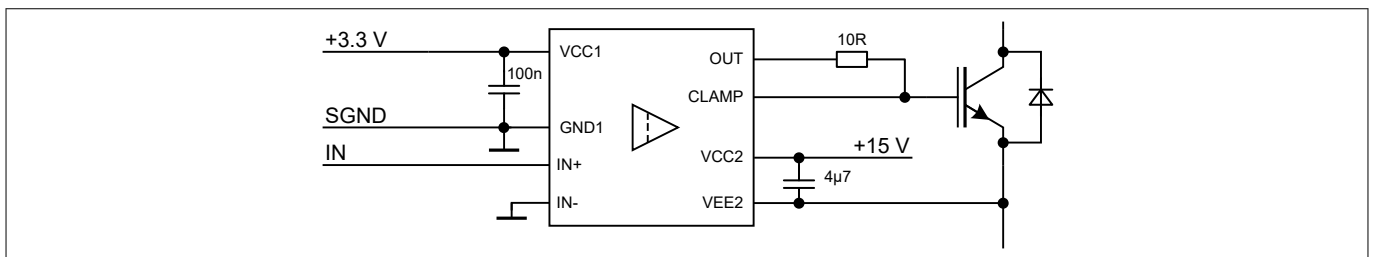 +3.3 V
VCC1
100n
SGND
GND1
IN
IN+
IN-
OUT
10R
CLAMP
VCC2
+15 V
4µ7
VEE2